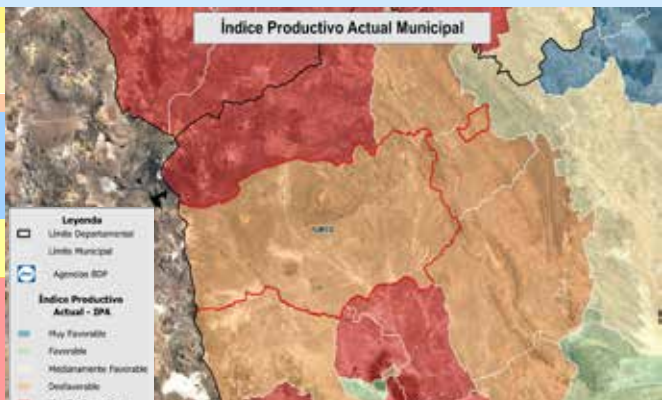 Índice Productivo Actual Municipal
Leyenda
Límite Departamental
Límite Municipal
Agencias BDP
Índice Productivo
Actual - IPA
Muy Favorable
Favorable
Medianamente Favorable
Desfavorable